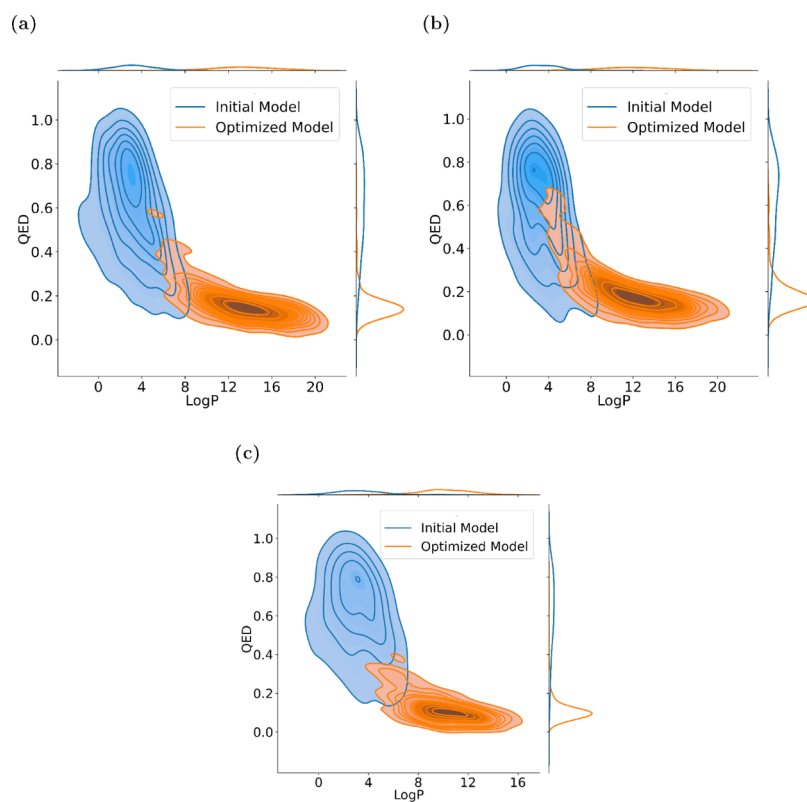 (a)
Initial Model
Optimized Model
1.0
0.8
0.6
0.4
0.2
0.0
QED
0 4 8 12 16 20
LogP
(b)
Initial Model
Optimized Model
1.0
0.8
0.6
0.4
0.2
0.0
QED
0 4 8 12 16 20
LogP
(c)
Initial Model
Optimized Model
1.0
0.8
0.6
0.4
0.2
0.0
QED
0 4 8 12 16
LogP